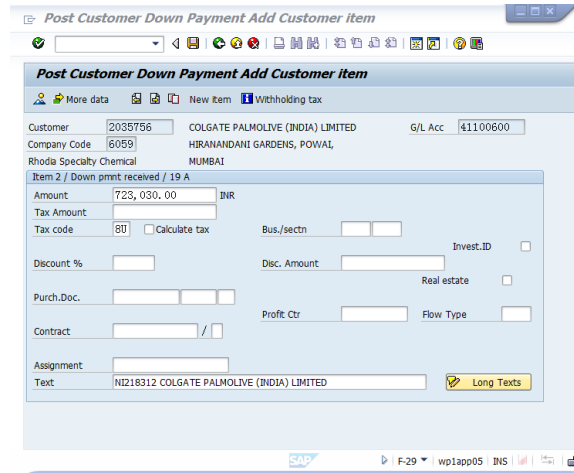 Post Customer Down Payment Add Customer item
Post Customer Down Payment Add Customer item
More data New item Withholding tax
Customer 2035756 COLGATE PALMOLIVE (INDIA) LIMITED G/L Acc 41100600
Company Code 6059 HIRANANDANI GARDENS, POWAI,
Rhodia Specialty Chemical MUMBAI
Item 2 / Down pmnt received / 19 A
Amount 723,030.00 INR
Tax Amount
Tax code 8U Calculate tax Bus./sectn
Invest.ID
Discount % Disc. Amount
Real estate
Purch.Doc.
Profit Ctr Flow Type
Contract /
Assignment
Text NI218312 COLGATE PALMOLIVE (INDIA) LIMITED Long Texts
SAP F-29 wp1app05 INS